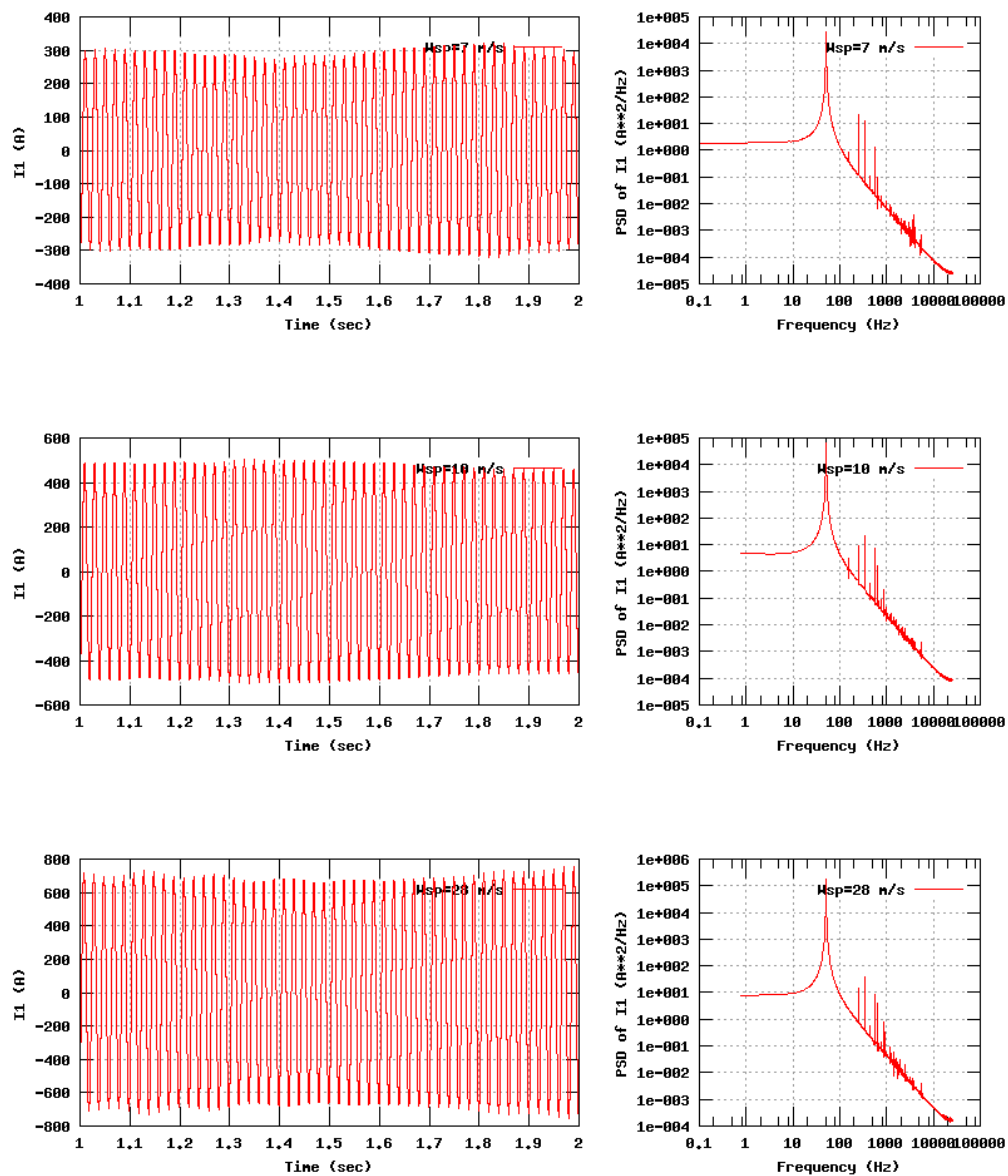 I1 (A)
400
300
200
100
0
-100
-200
-300
-400
Wsp=7 m/s
1 1.1 1.2 1.3 1.4 1.5 1.6 1.7 1.8 1.9 2
Time (sec)
PSD of I1 (A**2/Hz)
1e+005
1e+004
1e+003
1e+002
1e+001
1e+000
1e-001
1e-002
1e-003
1e-004
1e-005
Wsp=7 m/s
0.1 1 10 100 1000 10000 100000
Frequency (Hz)
I1 (A)
600
400
200
0
-200
-400
-600
Wsp=10 m/s
1 1.1 1.2 1.3 1.4 1.5 1.6 1.7 1.8 1.9 2
Time (sec)
PSD of I1 (A**2/Hz)
1e+005
1e+004
1e+003
1e+002
1e+001
1e+000
1e-001
1e-002
1e-003
1e-004
1e-005
Wsp=10 m/s
0.1 1 10 100 1000 10000 100000
Frequency (Hz)
I1 (A)
800
600
400
200
0
-200
-400
-600
-800
Wsp=28 m/s
1 1.1 1.2 1.3 1.4 1.5 1.6 1.7 1.8 1.9 2
Time (sec)
PSD of I1 (A**2/Hz)
1e+006
1e+005
1e+004
1e+003
1e+002
1e+001
1e+000
1e-001
1e-002
1e-003
1e-004
Wsp=28 m/s
0.1 1 10 100 1000 10000 100000
Frequency (Hz)